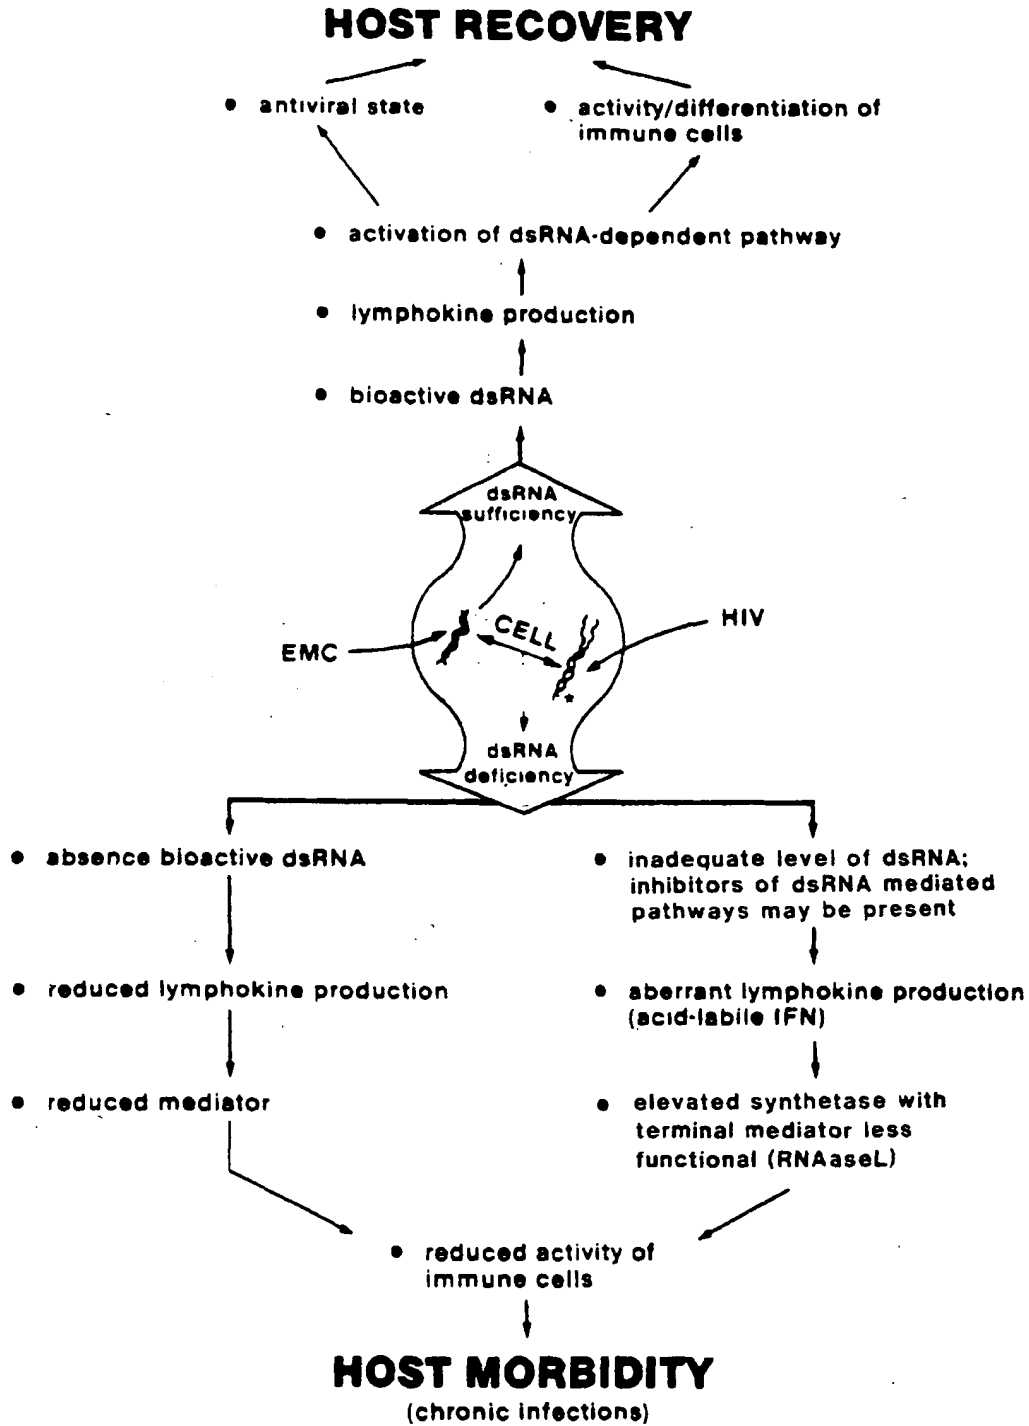 HOST RECOVERY
• antiviral state
• activity/differentiation of
immune cells
• activation of dsRNA-dependent pathway
• lymphokine production
• bioactive dsRNA
dsRNA
sufficiency
CELL
HIV
EMC
*
dsRNA
deficiency
• absence bioactive dsRNA
• reduced lymphokine production
• reduced mediator
• inadequate level of dsRNA;
inhibitors of dsRNA mediated
pathways may be present
• aberrant lymphokine production
(acid-labile IFN)
• elevated synthetase with
terminal mediator less
functional (RNAaseL)
• reduced activity of
immune cells
HOST MORBIDITY
(chronic infections)